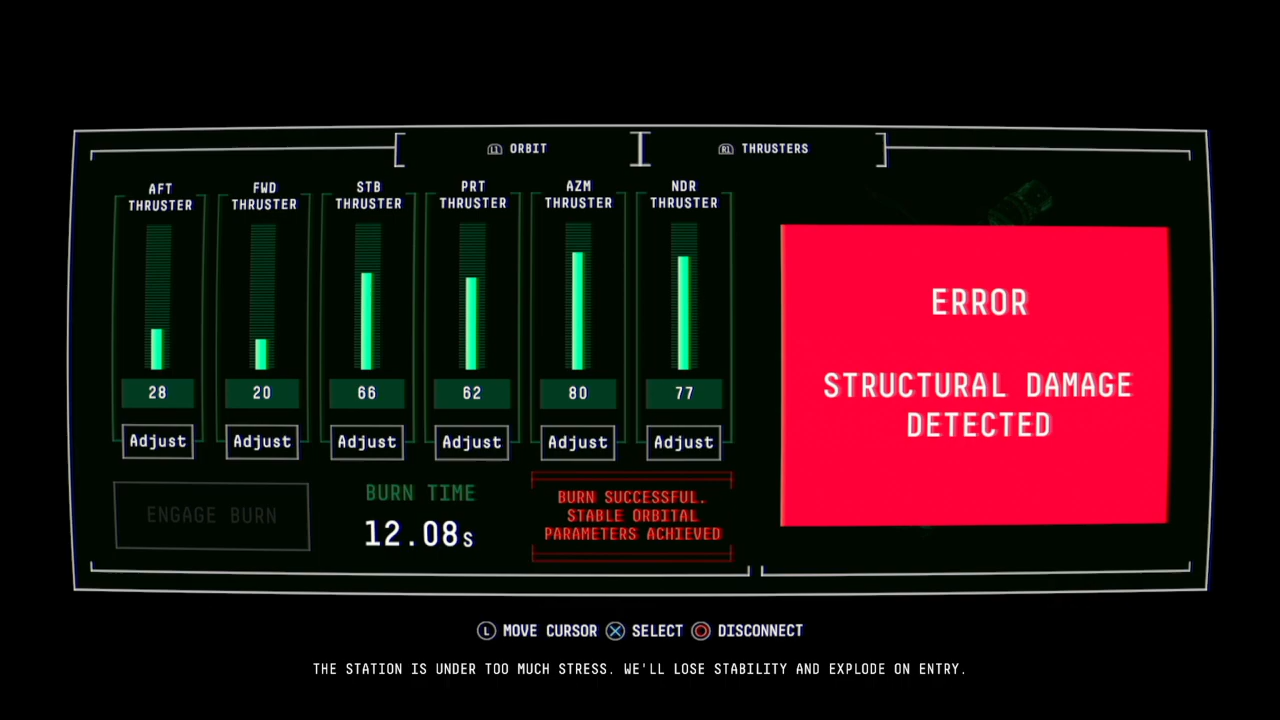 L1 ORBIT
R1 THRUSTERS
AFT THRUSTER
FWD THRUSTER
STB THRUSTER
PRT THRUSTER
AZM THRUSTER
NDR THRUSTER
28
20
66
62
80
77
Adjust
Adjust
Adjust
Adjust
Adjust
Adjust
ENGAGE BURN
BURN TIME
12.08s
BURN SUCCESSFUL.
STABLE ORBITAL
PARAMETERS ACHIEVED
ERROR
STRUCTURAL DAMAGE
DETECTED
L MOVE CURSOR SELECT DISCONNECT
THE STATION IS UNDER TOO MUCH STRESS. WE'LL LOSE STABILITY AND EXPLODE ON ENTRY.